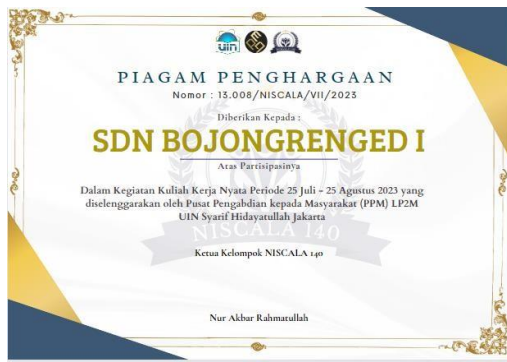 uin
PIAGAM PENGHARGAAN
Nomor : 13.008/NISCALA/VII/2023
Diberikan Kepada :
SDN BOJONGRENGED I
Atas Partisipasinya
Dalam Kegiatan Kuliah Kerja Nyata Periode 25 Juli - 25 Agustus 2023 yang
diselenggarakan oleh Pusat Pengabdian kepada Masyarakat (PPM) LP2M
UIN Syarif Hidayatullah Jakarta
NISCALA 140
Ketua Kelompok NISCALA 140
Nur Akbar Rahmatullah